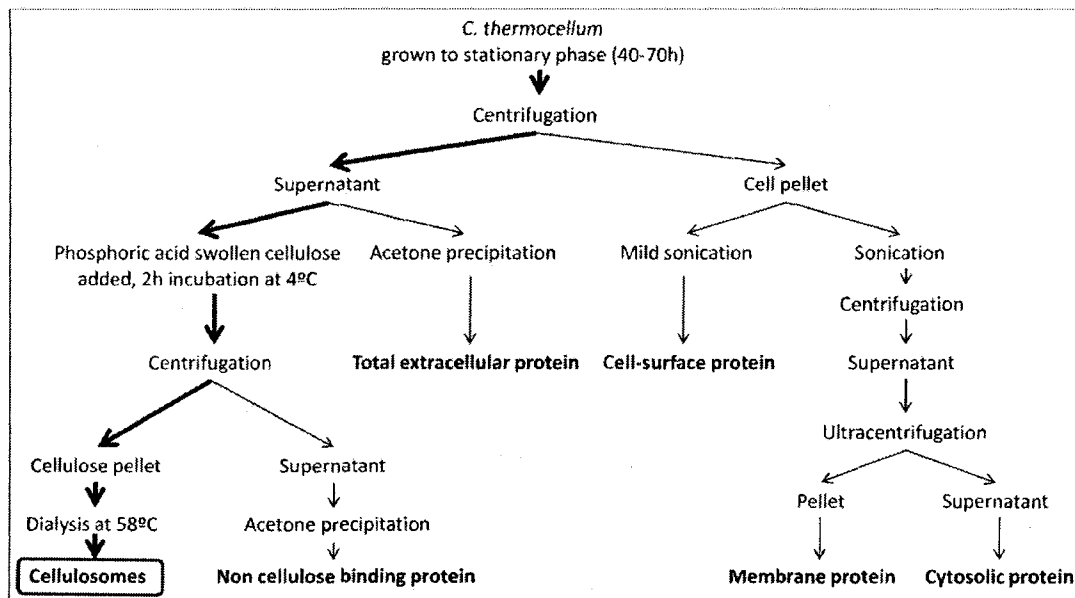 C. thermocellum
grown to stationary phase (40-70h)
Centrifugation
Supernatant
Cell pellet
Phosphoric acid swollen cellulose
added, 2h incubation at 4ºC
Acetone precipitation
Mild sonication
Sonication
Centrifugation
Centrifugation
Total extracellular protein
Cell-surface protein
Supernatant
Ultracentrifugation
Cellulose pellet
Supernatant
Pellet
Supernatant
Dialysis at 58ºC
Acetone precipitation
Cellulosomes
Non cellulose binding protein
Membrane protein
Cytosolic protein